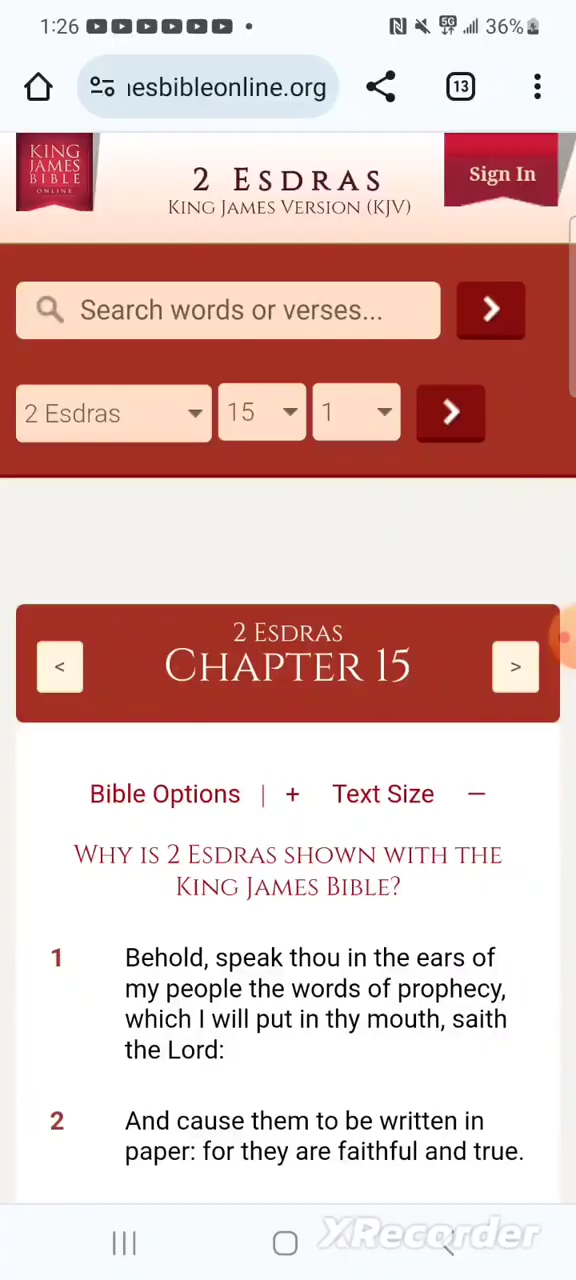 1:26
5G
36%
nesbibleonline.org
13
KING
JAMES
BIBLE
ONLINE
2 ESDRAS
KING JAMES VERSION (KJV)
Sign In
Search words or verses...
>
2 Esdras
15
1
>
2 ESDRAS
<
CHAPTER 15
>
Bible Options | + Text Size —
WHY IS 2 ESDRAS SHOWN WITH THE
KING JAMES BIBLE?
1 Behold, speak thou in the ears of
my people the words of prophecy,
which I will put in thy mouth, saith
the Lord:
2 And cause them to be written in
paper: for they are faithful and true.
XRecorder